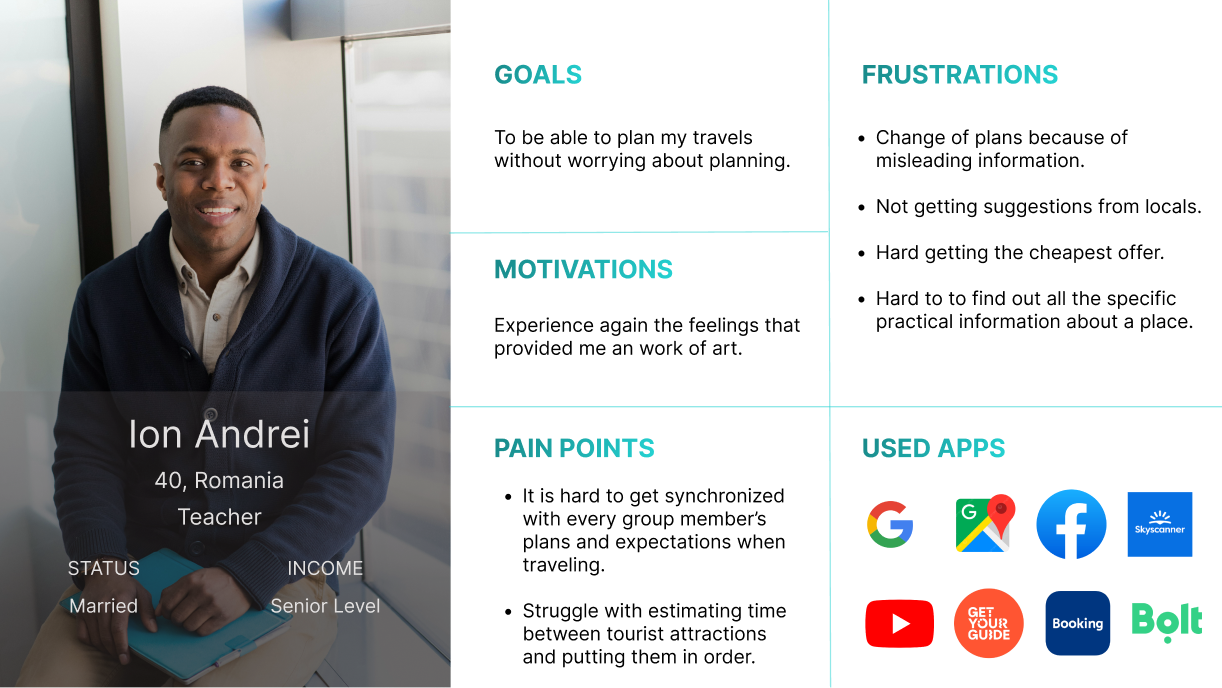 Ion Andrei
40, Romania
Teacher
STATUS
INCOME
Married
Senior Level
GOALS
To be able to plan my travels
without worrying about planning.
MOTIVATIONS
Experience again the feelings that
provided me an work of art.
PAIN POINTS
• It is hard to get synchronized
with every group member's
plans and expectations when
traveling.
• Struggle with estimating time
between tourist attractions
and putting them in order.
FRUSTRATIONS
• Change of plans because of
misleading information.
• Not getting suggestions from locals.
• Hard getting the cheapest offer.
• Hard to to find out all the specific
practical information about a place.
USED APPS
G
G
f
Skyscanner
GET
YOUR
GUIDE
Booking
Bolt